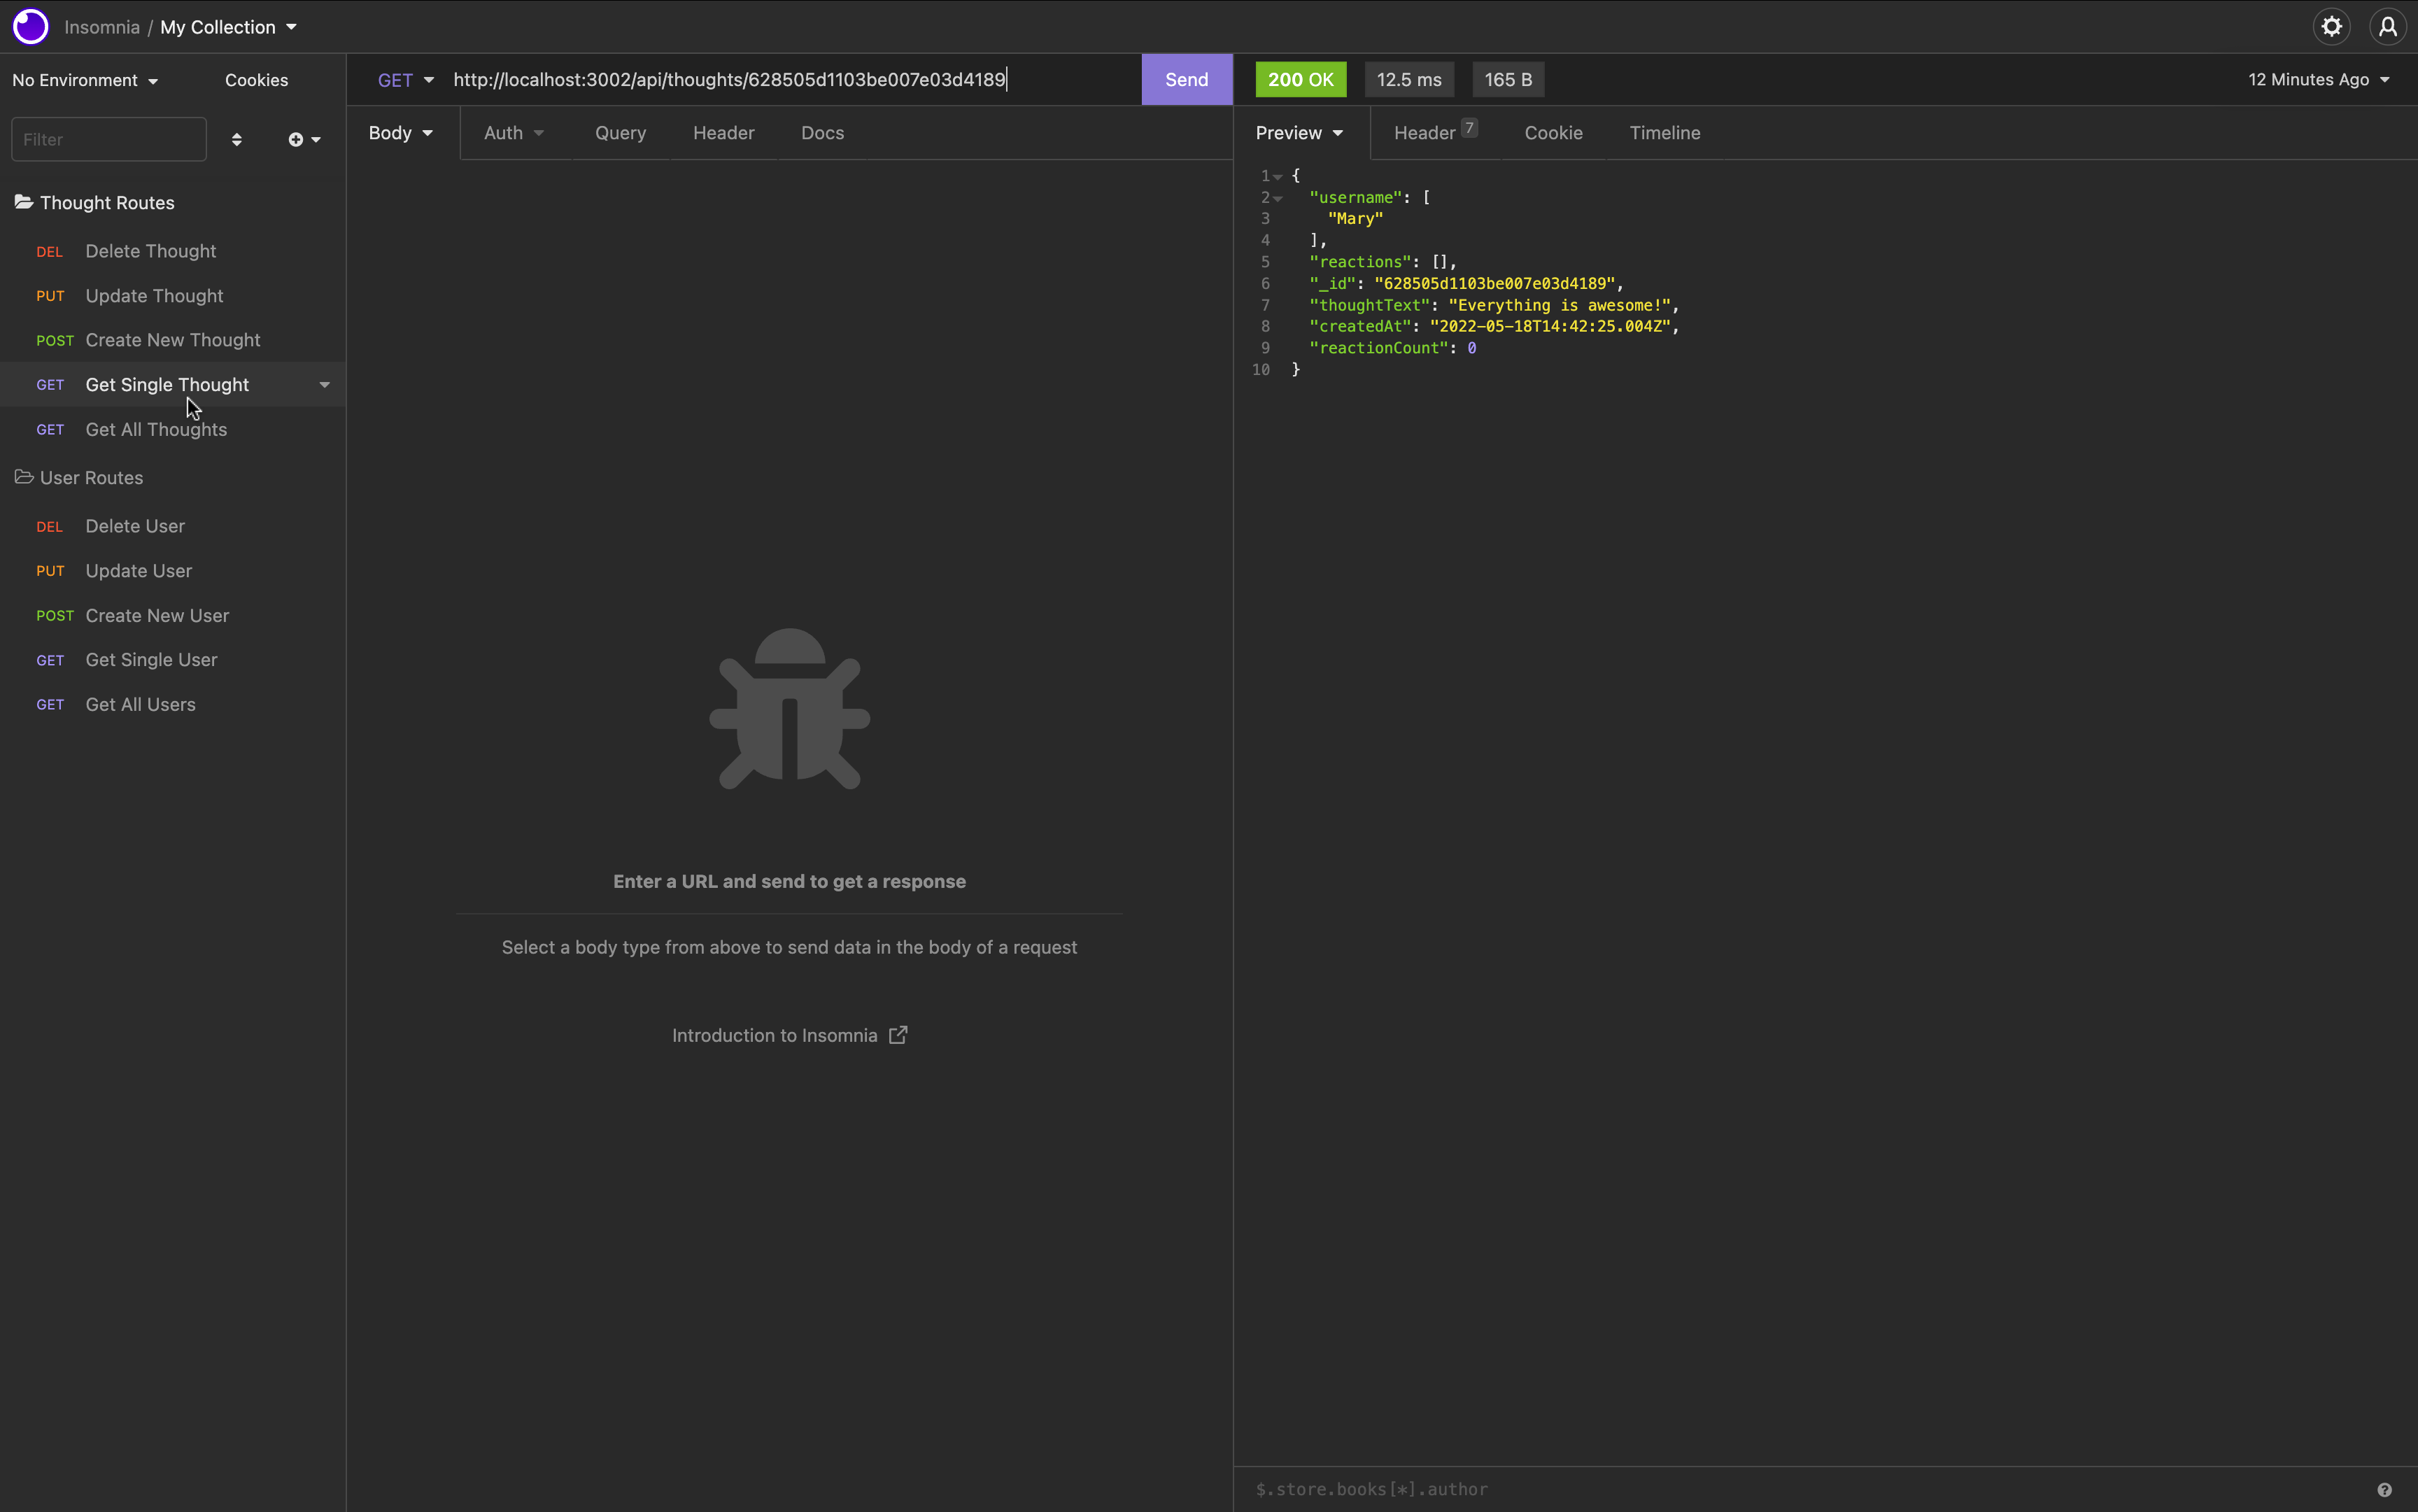 Insomnia / My Collection
No Environment
Cookies
Filter
Thought Routes
DEL Delete Thought
PUT Update Thought
POST Create New Thought
GET Get Single Thought
GET Get All Thoughts
User Routes
DEL Delete User
PUT Update User
POST Create New User
GET Get Single User
GET Get All Users
GET http://localhost:3002/api/thoughts/628505d1103be007e03d4189
Send
Body
Auth
Query
Header
Docs
Enter a URL and send to get a response
Select a body type from above to send data in the body of a request
Introduction to Insomnia
200 OK
12.5 ms
165 B
12 Minutes Ago
Preview
Header 7
Cookie
Timeline
1 {
2 "username": [
3 "Mary"
4 ],
5 "reactions": [],
6 "_id": "628505d1103be007e03d4189",
7 "thoughtText": "Everything is awesome!",
8 "createdAt": "2022-05-18T14:42:25.004Z",
9 "reactionCount": 0
10 }
$.store.books[*].author